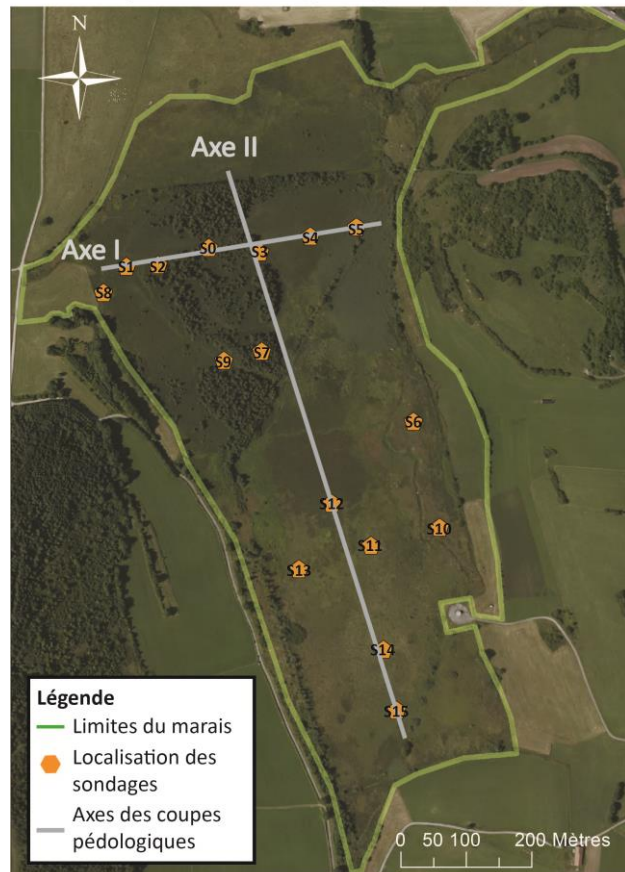 N
Axe II
Axe I
S5
S4
S0
S3
S1
S2
S8
S7
S9
S6
S12
S10
S11
S13
S14
S15
Légende
Limites du marais
Localisation des
sondages
Axes des coupes
pédologiques
0 50 100 200 Mètres